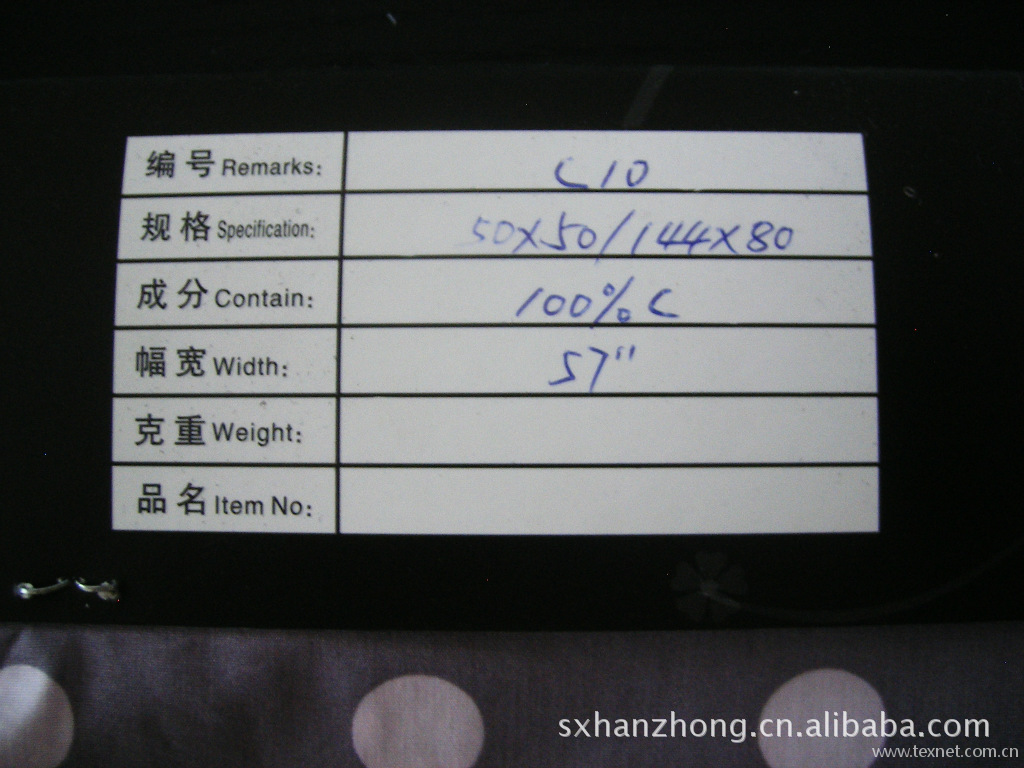 编号 Remarks: C10
规格 Specification: 50X50/144X80
成分 Contain: 100% C
幅宽 Width: 57"
克重 Weight:
品名 Item No:
sxhanzhong.cn.alibaba.com
www.texnet.com.cn